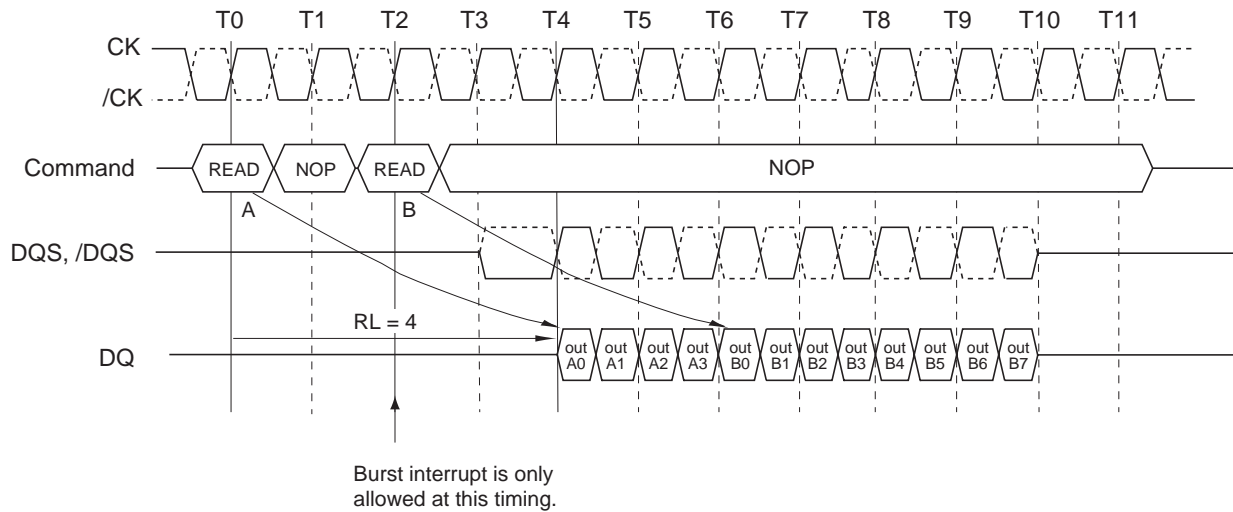 T0 T1 T2 T3 T4 T5 T6 T7 T8 T9 T10 T11
CK
/CK
Command READ NOP READ NOP
A B
DQS, /DQS
RL = 4
DQ
out A0 out A1 out A2 out A3 out B0 out B1 out B2 out B3 out B4 out B5 out B6 out B7
Burst interrupt is only
allowed at this timing.